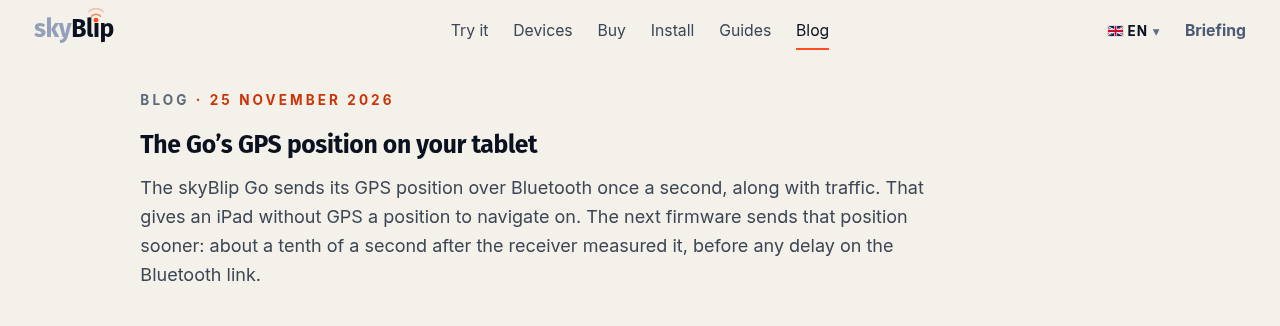 skyBlip
Try it
Devices
Buy
Install
Guides
Blog
EN ▾
Briefing
BLOG · 25 NOVEMBER 2026
The Go’s GPS position on your tablet
The skyBlip Go sends its GPS position over Bluetooth once a second, along with traffic. That
gives an iPad without GPS a position to navigate on. The next firmware sends that position
sooner: about a tenth of a second after the receiver measured it, before any delay on the
Bluetooth link.